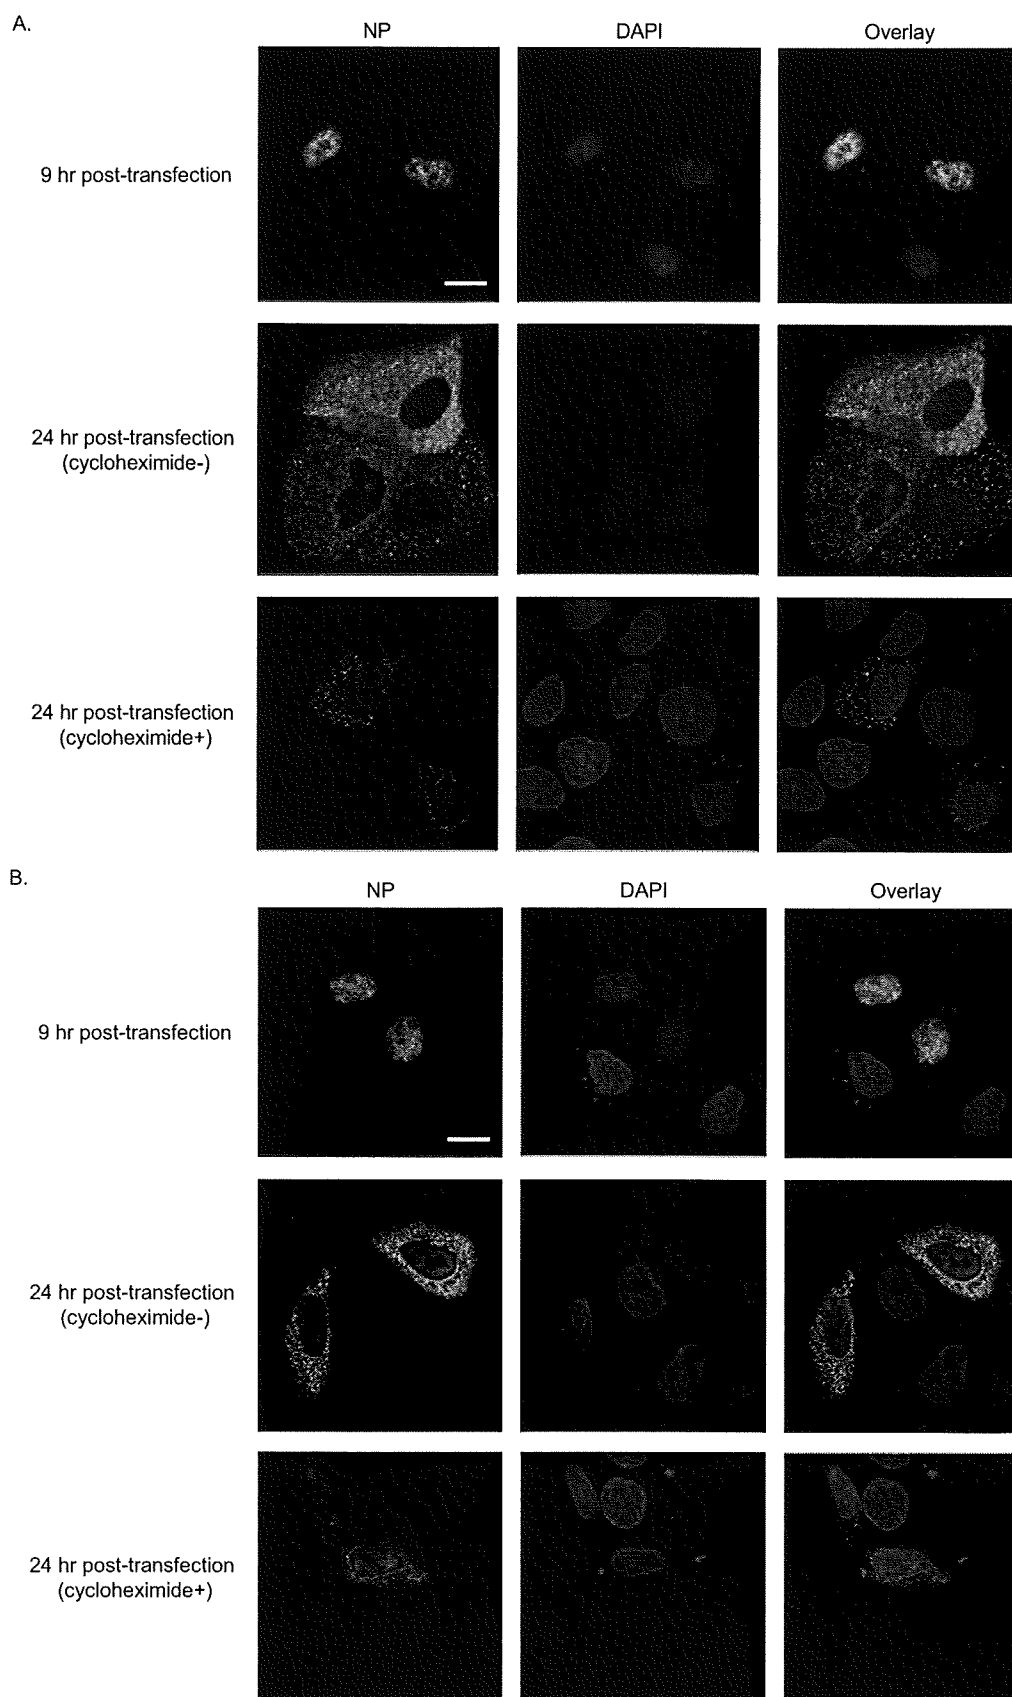 A.
NP DAPI Overlay
9 hr post-transfection
24 hr post-transfection
(cycloheximide-)
24 hr post-transfection
(cycloheximide+)
B.
NP DAPI Overlay
9 hr post-transfection
24 hr post-transfection
(cycloheximide-)
24 hr post-transfection
(cycloheximide+)